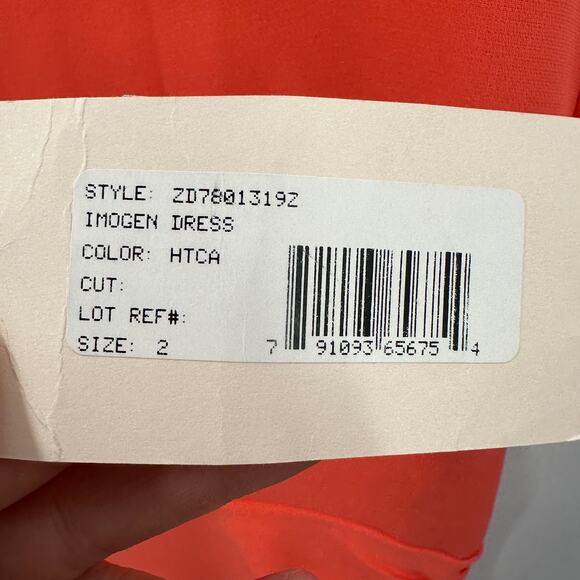 STYLE: ZD7801319Z
IMOGEN DRESS
COLOR: HTCA
CUT:
LOT REF#:
SIZE: 2
7 91093 65675 4